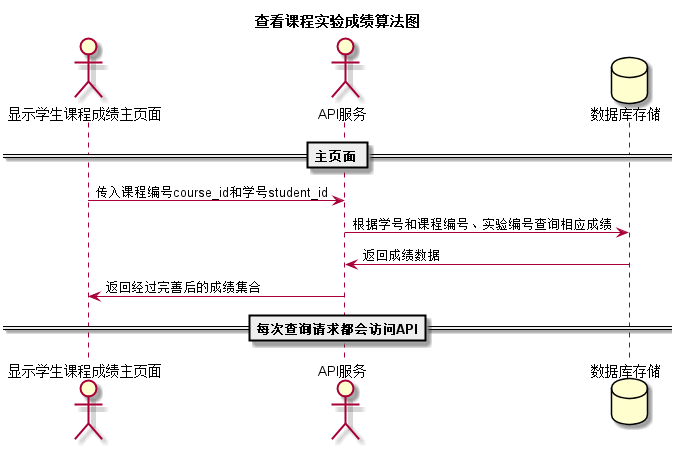 查看课程实验成绩算法图
显示学生课程成绩主页面 API服务 数据库存储
主页面
传入课程编号course_id和学号student_id
根据学号和课程编号、实验编号查询相应成绩
返回成绩数据
返回经过完善后的成绩集合
每次查询请求都会访问API
显示学生课程成绩主页面 API服务 数据库存储